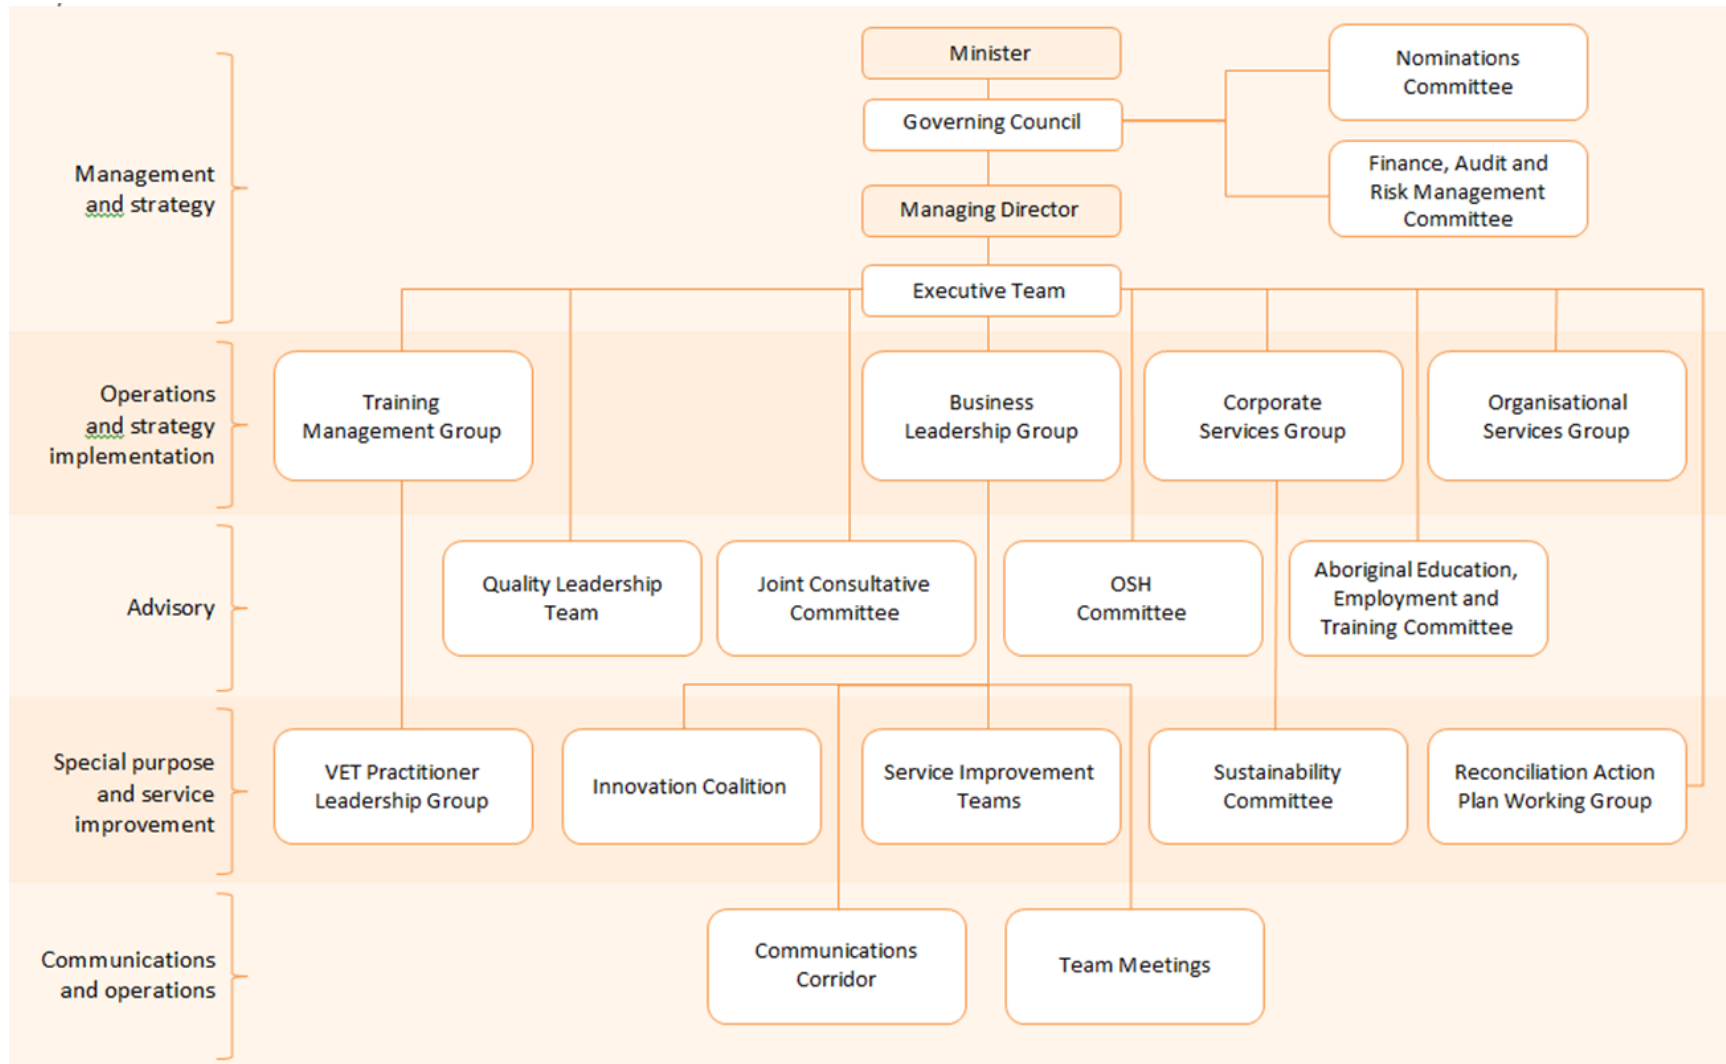 Minister
Nominations
Committee
Governing Council
Management
and strategy
Finance, Audit and
Risk Management
Committee
Managing Director
Executive Team
Operations
and strategy
implementation
Training
Management Group
Business
Leadership Group
Corporate
Services Group
Organisational
Services Group
Advisory
Quality Leadership
Team
Joint Consultative
Committee
OSH
Committee
Aboriginal Education,
Employment and
Training Committee
Special purpose
and service
improvement
VET Practitioner
Leadership Group
Innovation Coalition
Service Improvement
Teams
Sustainability
Committee
Reconciliation Action
Plan Working Group
Communications
and operations
Communications
Corridor
Team Meetings